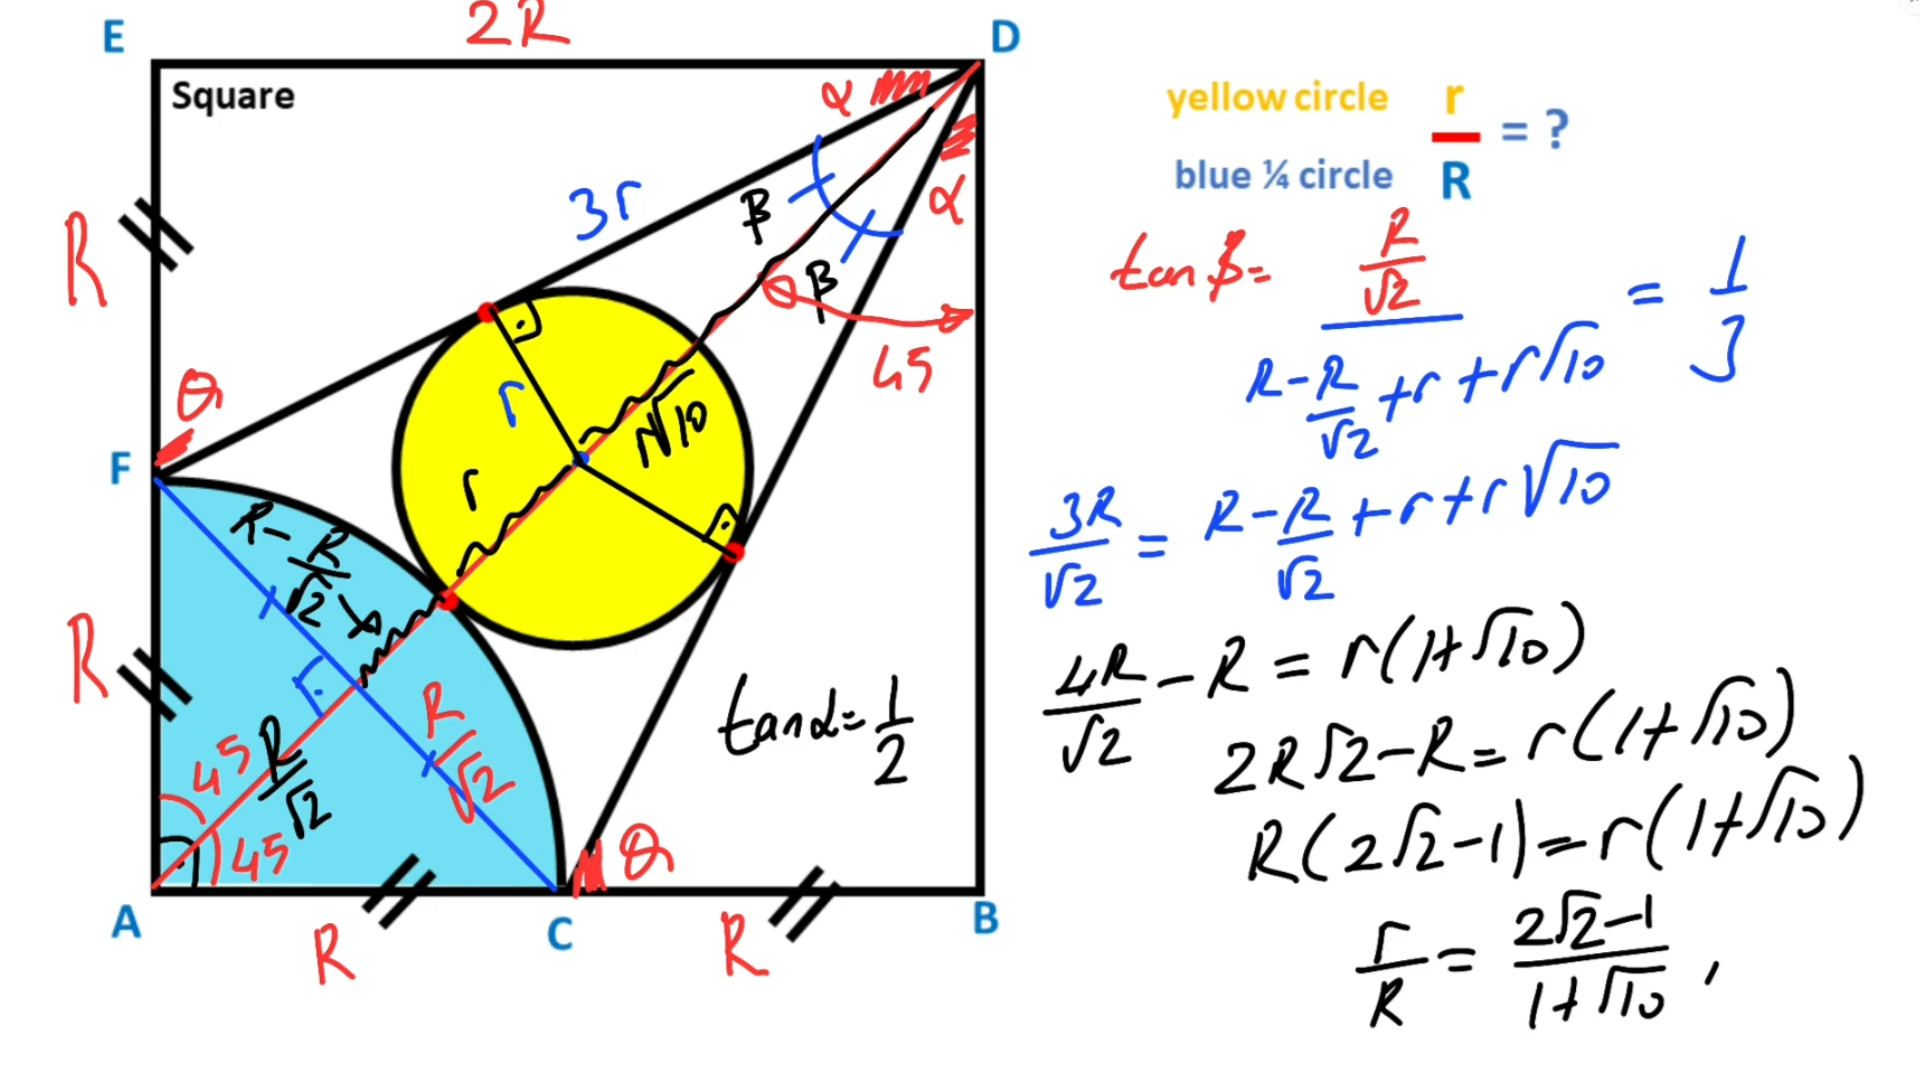 2R
E
D
Square
α
α
yellow circle
blue ¼ circle
r/R = ?
R
3r
β
β
45
tan β = (R/√2)/(R - R/√2 + r + r√10) = 1/3
θ
F
r
r√10
r
R - R/√2
3R/√2 = R - R/√2 + r + r√10
R
4R/√2 - R = r(1+√10)
R/√2
R/√2
tan α = 1/2
2R√2 - R = r(1+√10)
45
45
θ
R(2√2-1) = r(1+√10)
A
C
B
R
R
r/R = (2√2-1)/(1+√10) ,